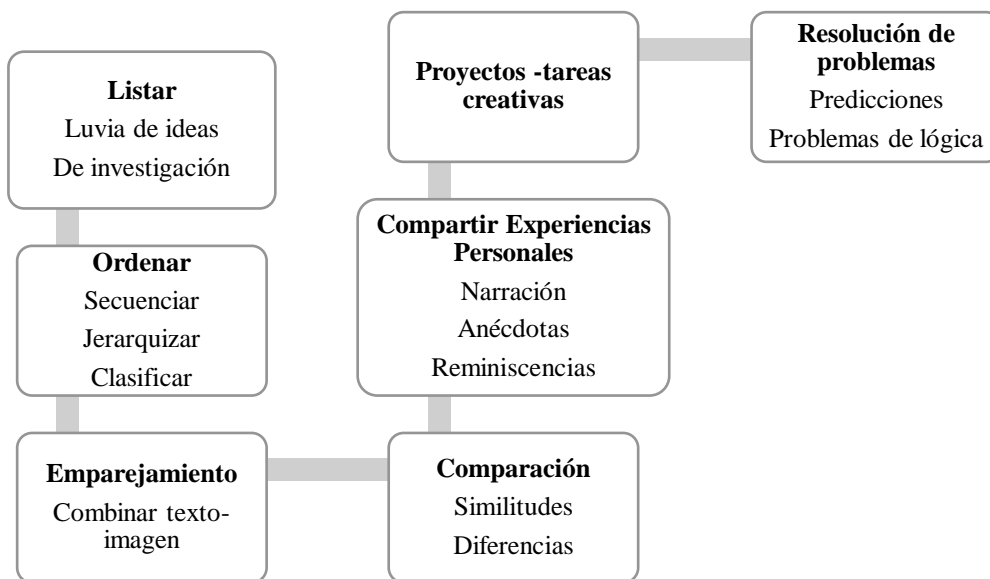 Listar
Luvia de ideas
De investigación
Ordenar
Secuenciar
Jerarquizar
Clasificar
Emparejamiento
Combinar texto-
imagen
Comparación
Similitudes
Diferencias
Compartir Experiencias
Personales
Narración
Anécdotas
Reminiscencias
Proyectos -tareas
creativas
Resolución de
problemas
Predicciones
Problemas de lógica